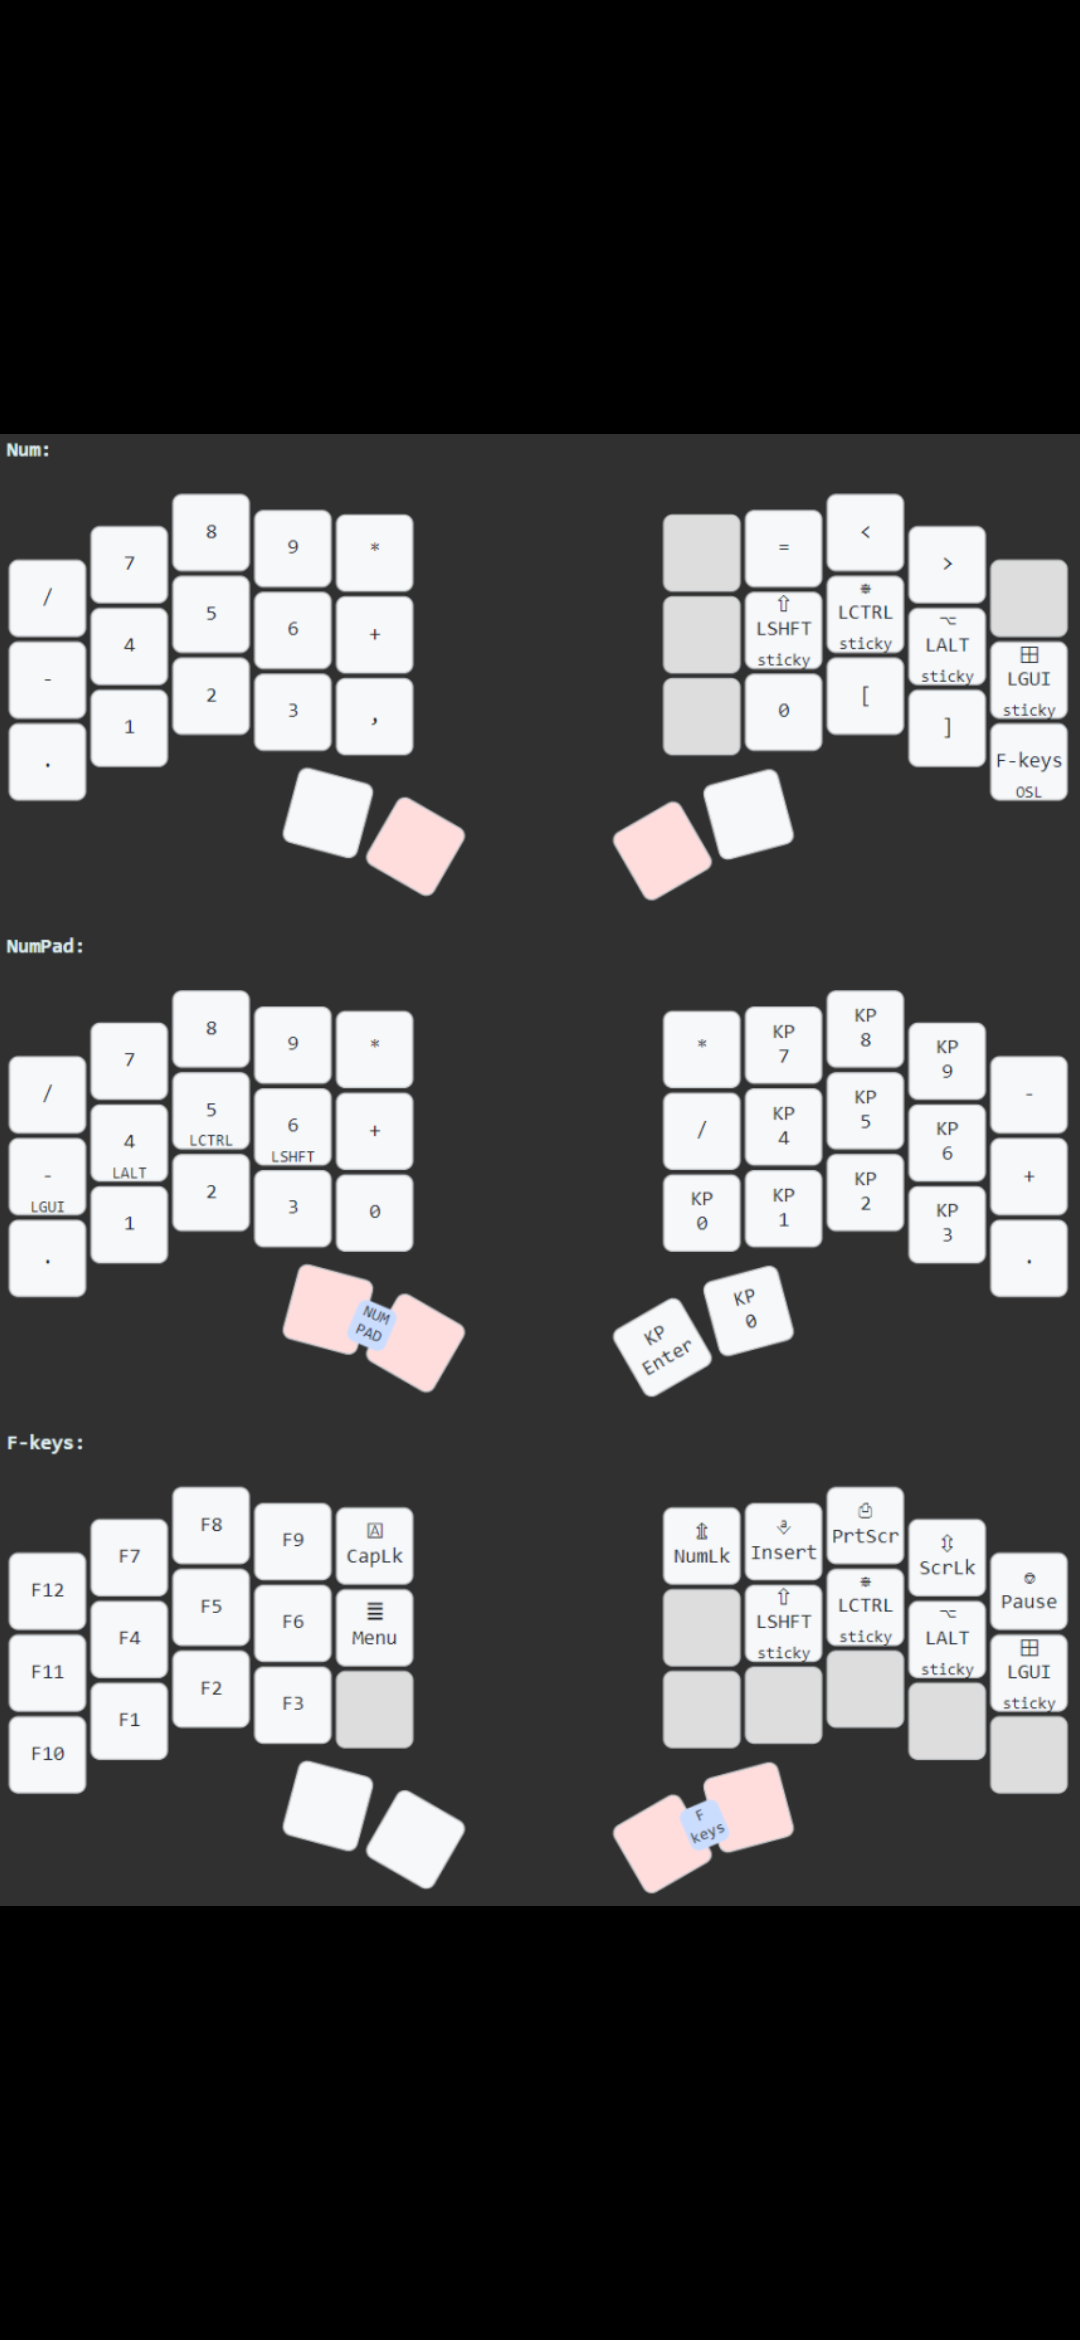 Num:
/ 7 8 9 *
- 4 5 6 +
. 1 2 3 ,
= < >
⇧ LSHFT sticky
⎈ LCTRL sticky
⌥ LALT sticky
LGUI sticky
0 [ ]
F-keys OSL
NumPad:
/ 7 8 9 *
- LGUI
4 LALT
5 LCTRL
6 LSHFT
+
. 1 2 3 0
NUM
PAD
* KP 7 KP 8 KP 9 -
/ KP 4 KP 5 KP 6 +
KP 0 KP 1 KP 2 KP 3 .
KP
Enter
KP
0
F-keys:
F12 F7 F8 F9 CapLk
F11 F4 F5 F6 Menu
F10 F1 F2 F3
NumLk Insert PrtScr ScrLk Pause
⇧ LSHFT sticky
⎈ LCTRL sticky
⌥ LALT sticky
LGUI sticky
F
keys